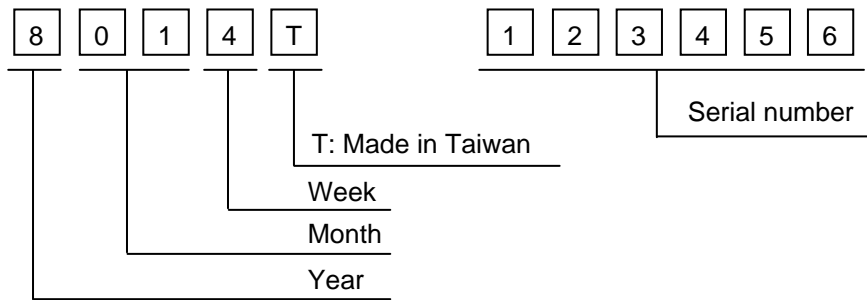 8 0 1 4 T 1 2 3 4 5 6
Serial number
T: Made in Taiwan
Week
Month
Year